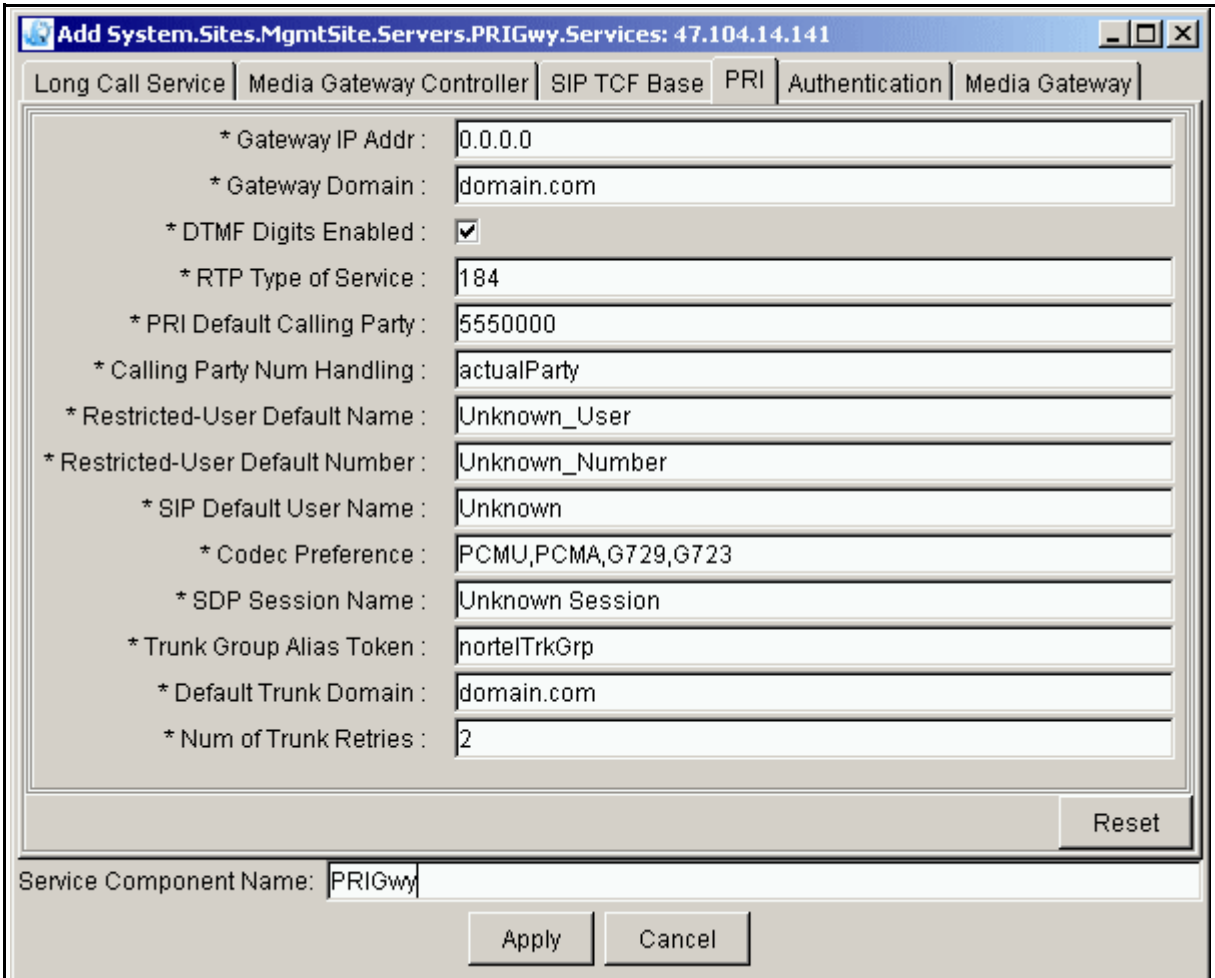 Add System.Sites.MgmtSite.Servers.PRIGwy.Services: 47.104.14.141
Long Call Service Media Gateway Controller SIP TCF Base PRI Authentication Media Gateway
* Gateway IP Addr : 0.0.0.0
* Gateway Domain : domain.com
* DTMF Digits Enabled :
* RTP Type of Service : 184
* PRI Default Calling Party : 5550000
* Calling Party Num Handling : actualParty
* Restricted-User Default Name : Unknown_User
* Restricted-User Default Number : Unknown_Number
* SIP Default User Name : Unknown
* Codec Preference : PCMU,PCMA,G729,G723
* SDP Session Name : Unknown Session
* Trunk Group Alias Token : nortelTrkGrp
* Default Trunk Domain : domain.com
* Num of Trunk Retries : 2
Reset
Service Component Name: PRIGwy
Apply Cancel